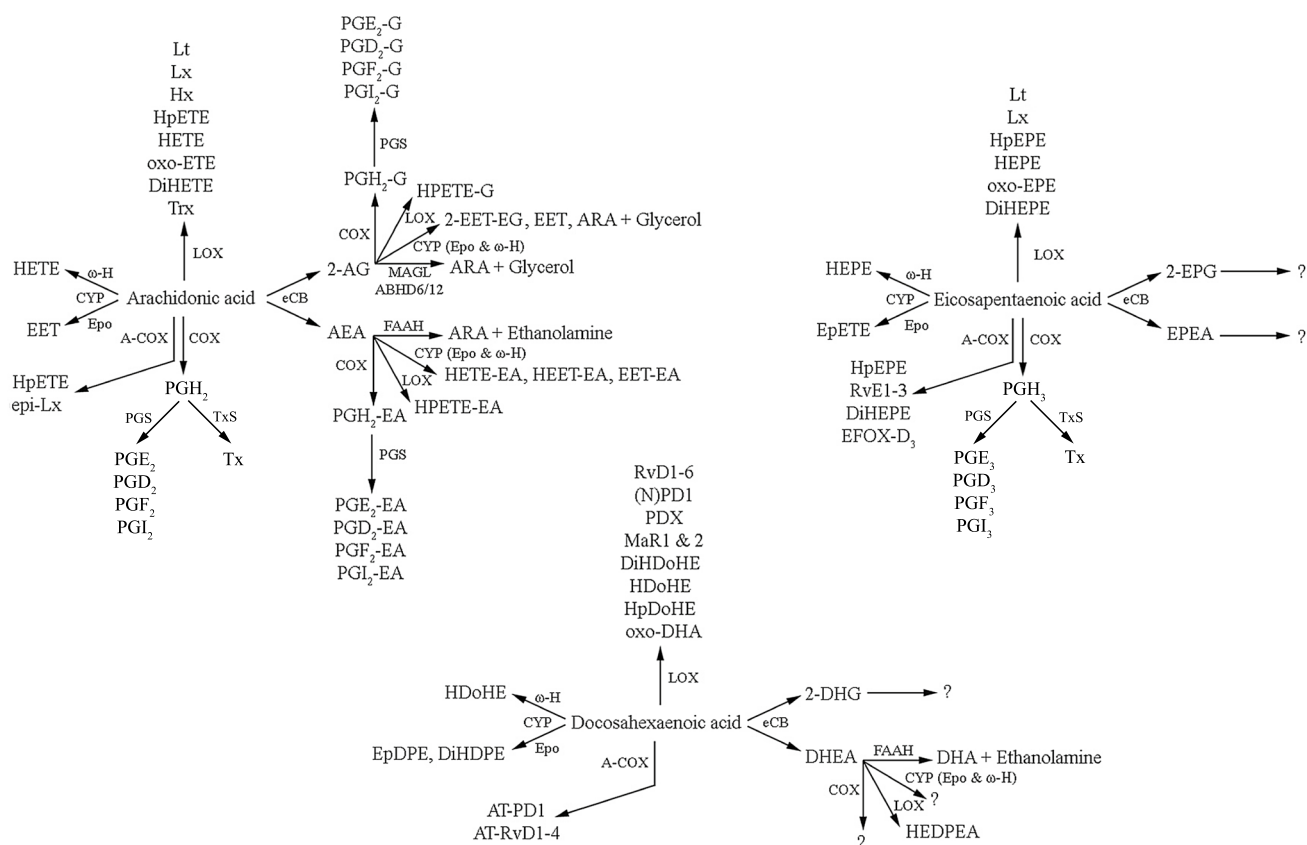 PGE₂-G
PGD₂-G
PGF₂-G
PGI₂-G
PGS
PGH₂-G
Lt
Lx
Hx
HpETE
HETE
oxo-ETE
DiHETE
Trx
LOX
HPETE-G
COX
LOX
2-EET-EG, EET, ARA + Glycerol
CYP (Epo & ω-H)
2-AG
MAGL
ARA + Glycerol
ABHD6/12
HETE
ω-H
CYP
Arachidonic acid
eCB
EET
Epo
A-COX
COX
AEA
FAAH
ARA + Ethanolamine
CYP (Epo & ω-H)
COX
LOX
HETE-EA, HEET-EA, EET-EA
HPETE-EA
HpETE
epi-Lx
PGH₂
PGS
TxS
PGE₂
PGD₂
PGF₂
PGI₂
Tx
PGH₂-EA
PGS
PGE₂-EA
PGD₂-EA
PGF₂-EA
PGI₂-EA
Lt
Lx
HpEPE
HEPE
oxo-EPE
DiHEPE
LOX
HEPE
ω-H
CYP
Eicosapentaenoic acid
eCB
2-EPG
?
EpETE
Epo
A-COX
COX
EPEA
?
HpEPE
RvE1-3
DiHEPE
EFOX-D₃
PGH₃
PGS
TxS
PGE₃
PGD₃
PGF₃
PGI₃
Tx
RvD1-6
(N)PD1
PDX
MaR1 & 2
DiHDoHE
HDoHE
HpDoHE
oxo-DHA
LOX
HDoHE
ω-H
CYP
Docosahexaenoic acid
eCB
2-DHG
?
EpDPE, DiHDPE
Epo
A-COX
DHEA
FAAH
DHA + Ethanolamine
CYP (Epo & ω-H)
COX
LOX
?
HEDPEA
?
AT-PD1
AT-RvD1-4